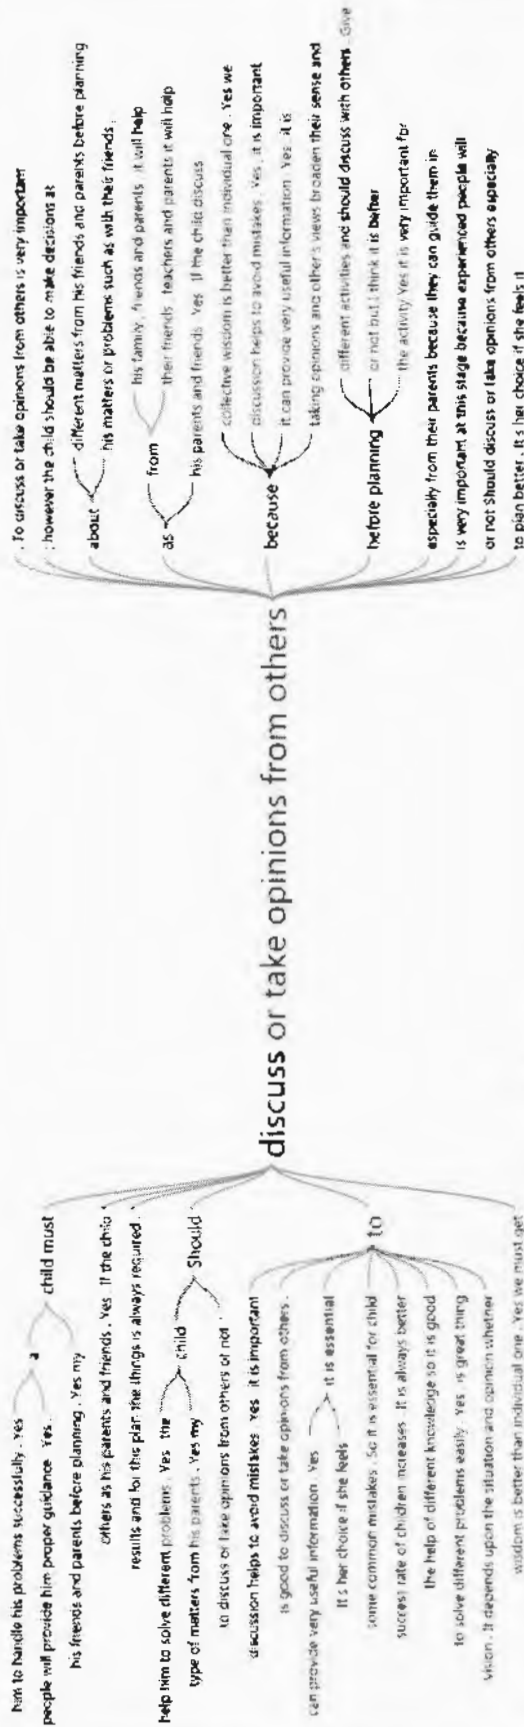 him to handle his problems successfully . Yes
people will provide him proper guidance . Yes .
a
his friends and parents before planning . Yes my
child must
others as his parents and friends . Yes . If the child
results and for this plan the things is always required .
help him to solve different problems . Yes the
type of matters from his parents . Yes my
child
to discuss or take opinions from others or not .
Should
discussion helps to avoid mistakes . Yes . it is important
is good to discuss or take opinions from others .
can provide very useful information . Yes
It s her choice if she feels
it is essential
some common mistakes . So it is essential for child
success rate of children increases . It is always better
the help of different knowledge so it is good
to solve different problems easily . Yes . is great thing
vision . It depends upon the situation and opinion whether
to
wisdom is better than individual one . Yes we must get
discuss or take opinions from others
. To discuss or take opinions from others is very important
; however the child should be able to make decisions at
about
different matters from his friends and parents before planning
his matters or problems such as with their friends .
as
from
his family , friends and parents . it will help
their friends , teachers and parents it will help
his parents and friends . Yes . If the child discuss
because
collective wisdom is better than individual one . Yes we
discussion helps to avoid mistakes . Yes . it is important
it can provide very useful information . Yes . it is
taking opinions and other s views broaden their sense and
before planning
different activities and should discuss with others . Give
or not but I think it is better
the activity Yes it is very important for
especially from their parents because they can guide them in
is very important at this stage because experienced people will
or not should discuss or take opinions from others especially
to plan better . It s her choice if she feels it